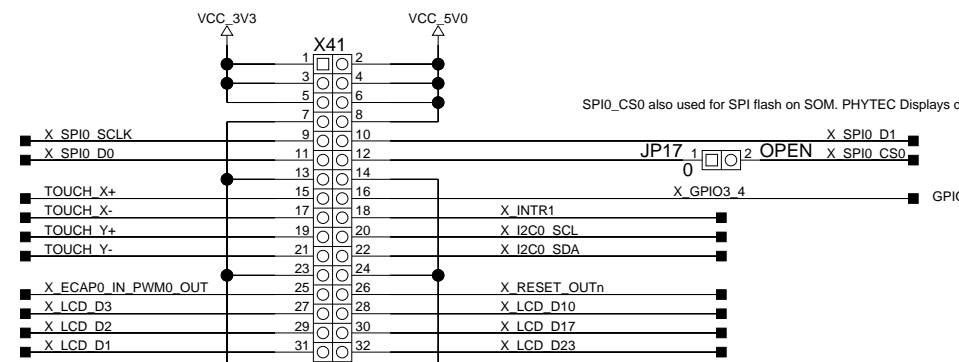 VCC_3V3 VCC_5V0
X41
1 2
3 4
5 6
SPI0_CS0 also used for SPI flash on SOM. PHYTEC Displays
7 8
X_SPI0_SCLK 9 10 X_SPI0_D1
X_SPI0_D0 11 12 JP17 1 2 OPEN X_SPI0_CS0
0
13 14
TOUCH_X+ 15 16 X_GPIO3_4 GPIO
TOUCH_X- 17 18 X_INTR1
TOUCH_Y+ 19 20 X_I2C0_SCL
TOUCH_Y- 21 22 X_I2C0_SDA
23 24
X_ECAP0_IN_PWM0_OUT 25 26 X_RESET_OUTn
X_LCD_D3 27 28 X_LCD_D10
X_LCD_D2 29 30 X_LCD_D17
X_LCD_D1 31 32 X_LCD_D23